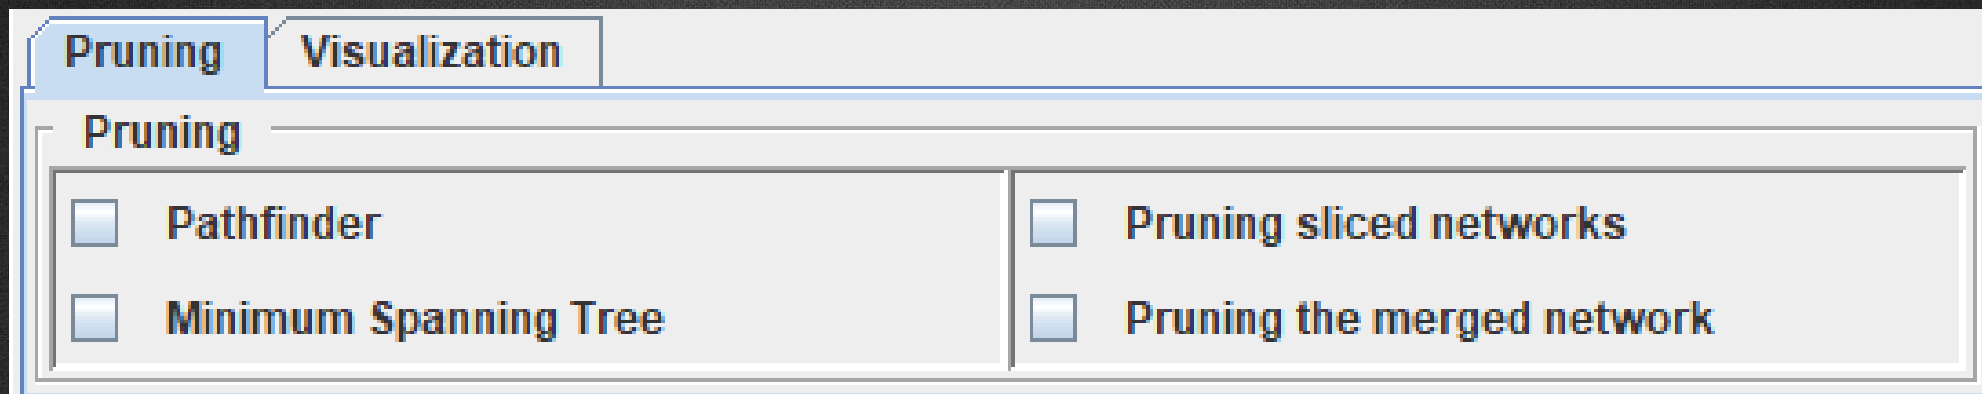 Pruning Visualization
Pruning
Pathfinder
Minimum Spanning Tree
Pruning sliced networks
Pruning the merged network